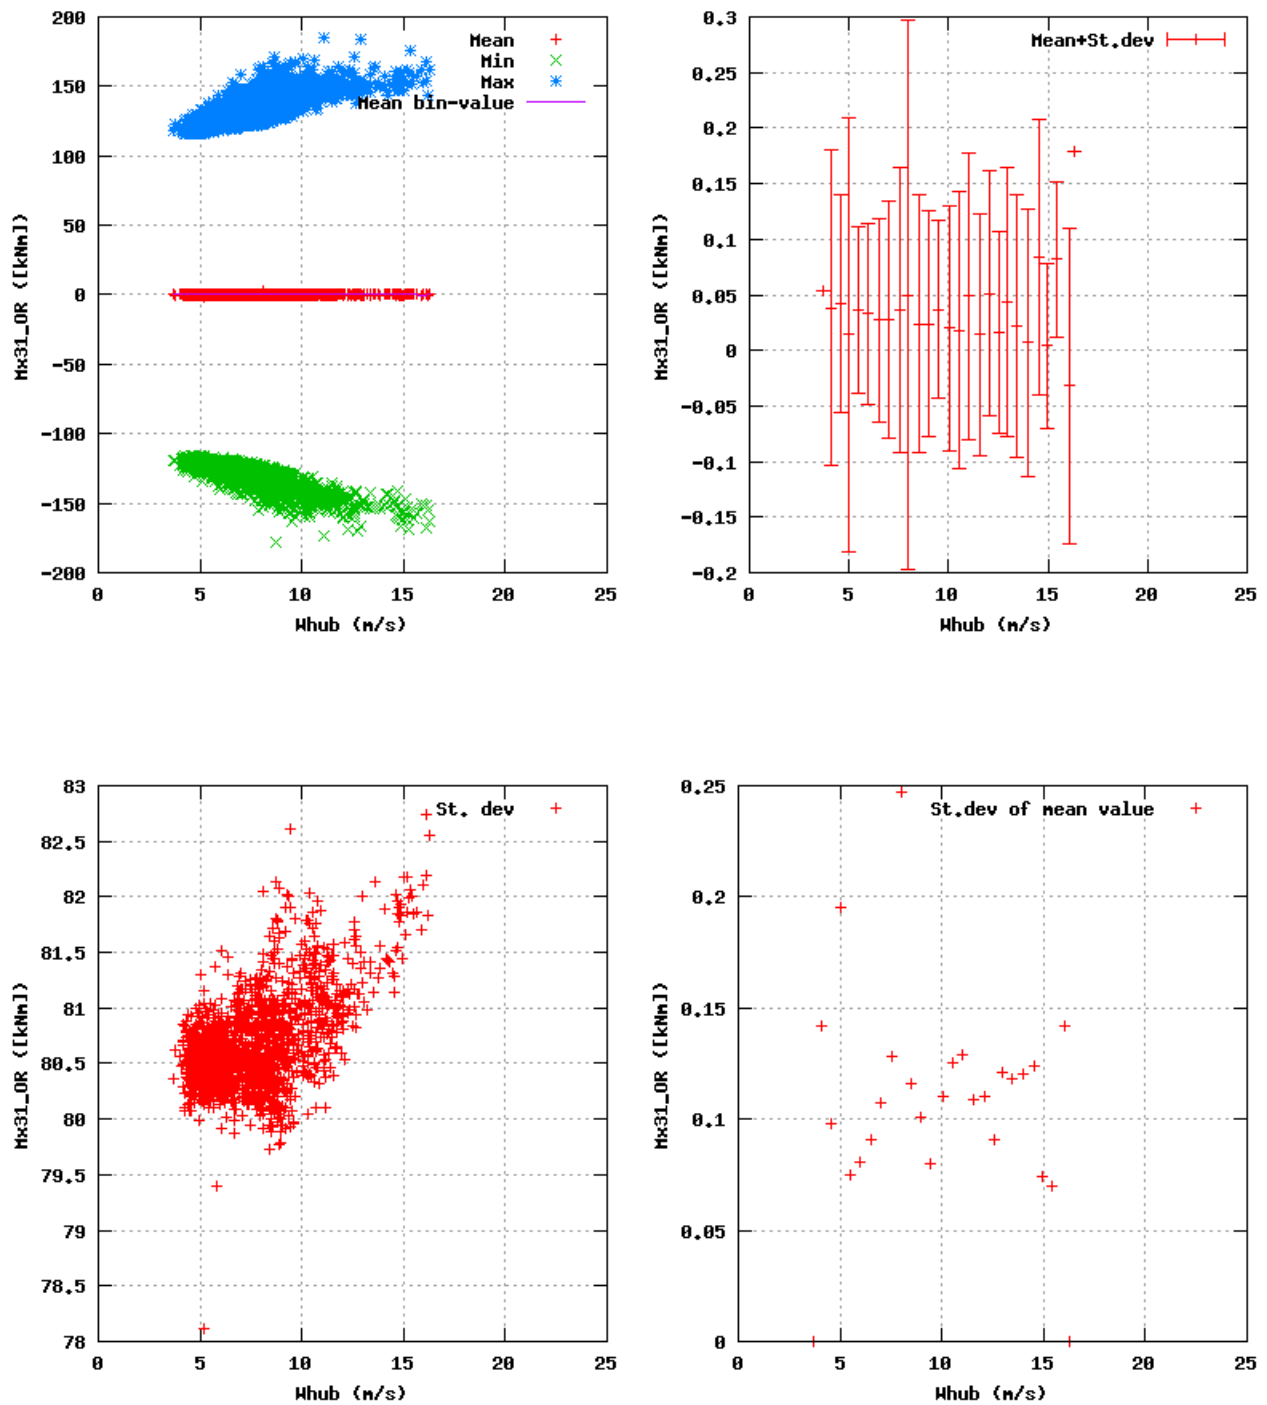 200
150
100
50
0
-50
-100
-150
-200
Mx31_OR ([kNm])
Mean
Min
Max
Mean bin-value
0 5 10 15 20 25
Whub (m/s)
0.3
0.25
0.2
0.15
0.1
0.05
0
-0.05
-0.1
-0.15
-0.2
Mx31_OR ([kNm])
Mean+St.dev
0 5 10 15 20 25
Whub (m/s)
83
82.5
82
81.5
81
80.5
80
79.5
79
78.5
78
Mx31_OR ([kNm])
St. dev
0 5 10 15 20 25
Whub (m/s)
0.25
0.2
0.15
0.1
0.05
0
Mx31_OR ([kNm])
St.dev of mean value
0 5 10 15 20 25
Whub (m/s)